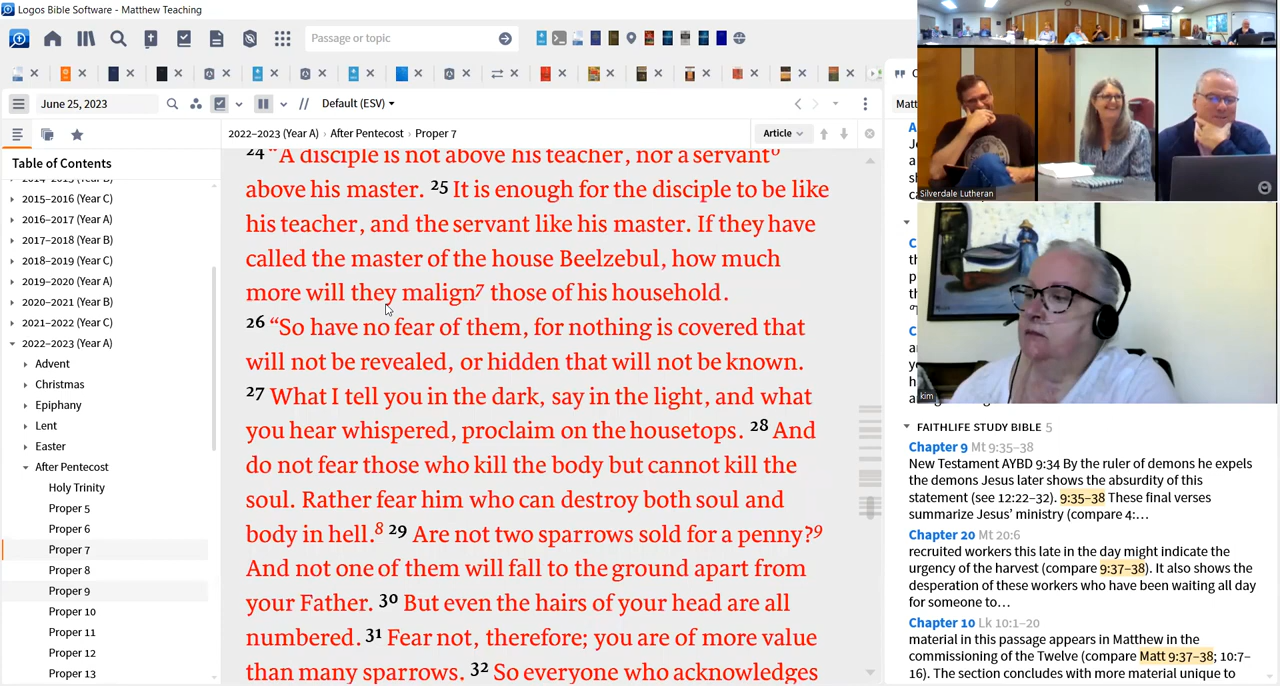 Logos Bible Software - Matthew Teaching
Passage or topic
June 25, 2023
Default (ESV)
2022–2023 (Year A) › After Pentecost › Proper 7
Article
Table of Contents
2015–2016 (Year C)
2016–2017 (Year A)
2017–2018 (Year B)
2018–2019 (Year C)
2019–2020 (Year A)
2020–2021 (Year B)
2021–2022 (Year C)
2022–2023 (Year A)
Advent
Christmas
Epiphany
Lent
Easter
After Pentecost
Holy Trinity
Proper 5
Proper 6
Proper 7
Proper 8
Proper 9
Proper 10
Proper 11
Proper 12
Proper 13
24 “A disciple is not above his teacher, nor a servant6
above his master. 25 It is enough for the disciple to be like
his teacher, and the servant like his master. If they have
called the master of the house Beelzebul, how much
more will they malign7 those of his household.
26 “So have no fear of them, for nothing is covered that
will not be revealed, or hidden that will not be known.
27 What I tell you in the dark, say in the light, and what
you hear whispered, proclaim on the housetops. 28 And
do not fear those who kill the body but cannot kill the
soul. Rather fear him who can destroy both soul and
body in hell.8 29 Are not two sparrows sold for a penny?9
And not one of them will fall to the ground apart from
your Father. 30 But even the hairs of your head are all
numbered. 31 Fear not, therefore; you are of more value
than many sparrows. 32 So everyone who acknowledges
Matt
Silverdale Lutheran
kim
FAITHLIFE STUDY BIBLE 5
Chapter 9 Mt 9:35–38
New Testament AYBD 9:34 By the ruler of demons he expels
the demons Jesus later shows the absurdity of this
statement (see 12:22–32). 9:35–38 These final verses
summarize Jesus’ ministry (compare 4:…
Chapter 20 Mt 20:6
recruited workers this late in the day might indicate the
urgency of the harvest (compare 9:37–38). It also shows the
desperation of these workers who have been waiting all day
for someone to…
Chapter 10 Lk 10:1–20
material in this passage appears in Matthew in the
commissioning of the Twelve (compare Matt 9:37–38; 10:7–
16). The section concludes with more material unique to